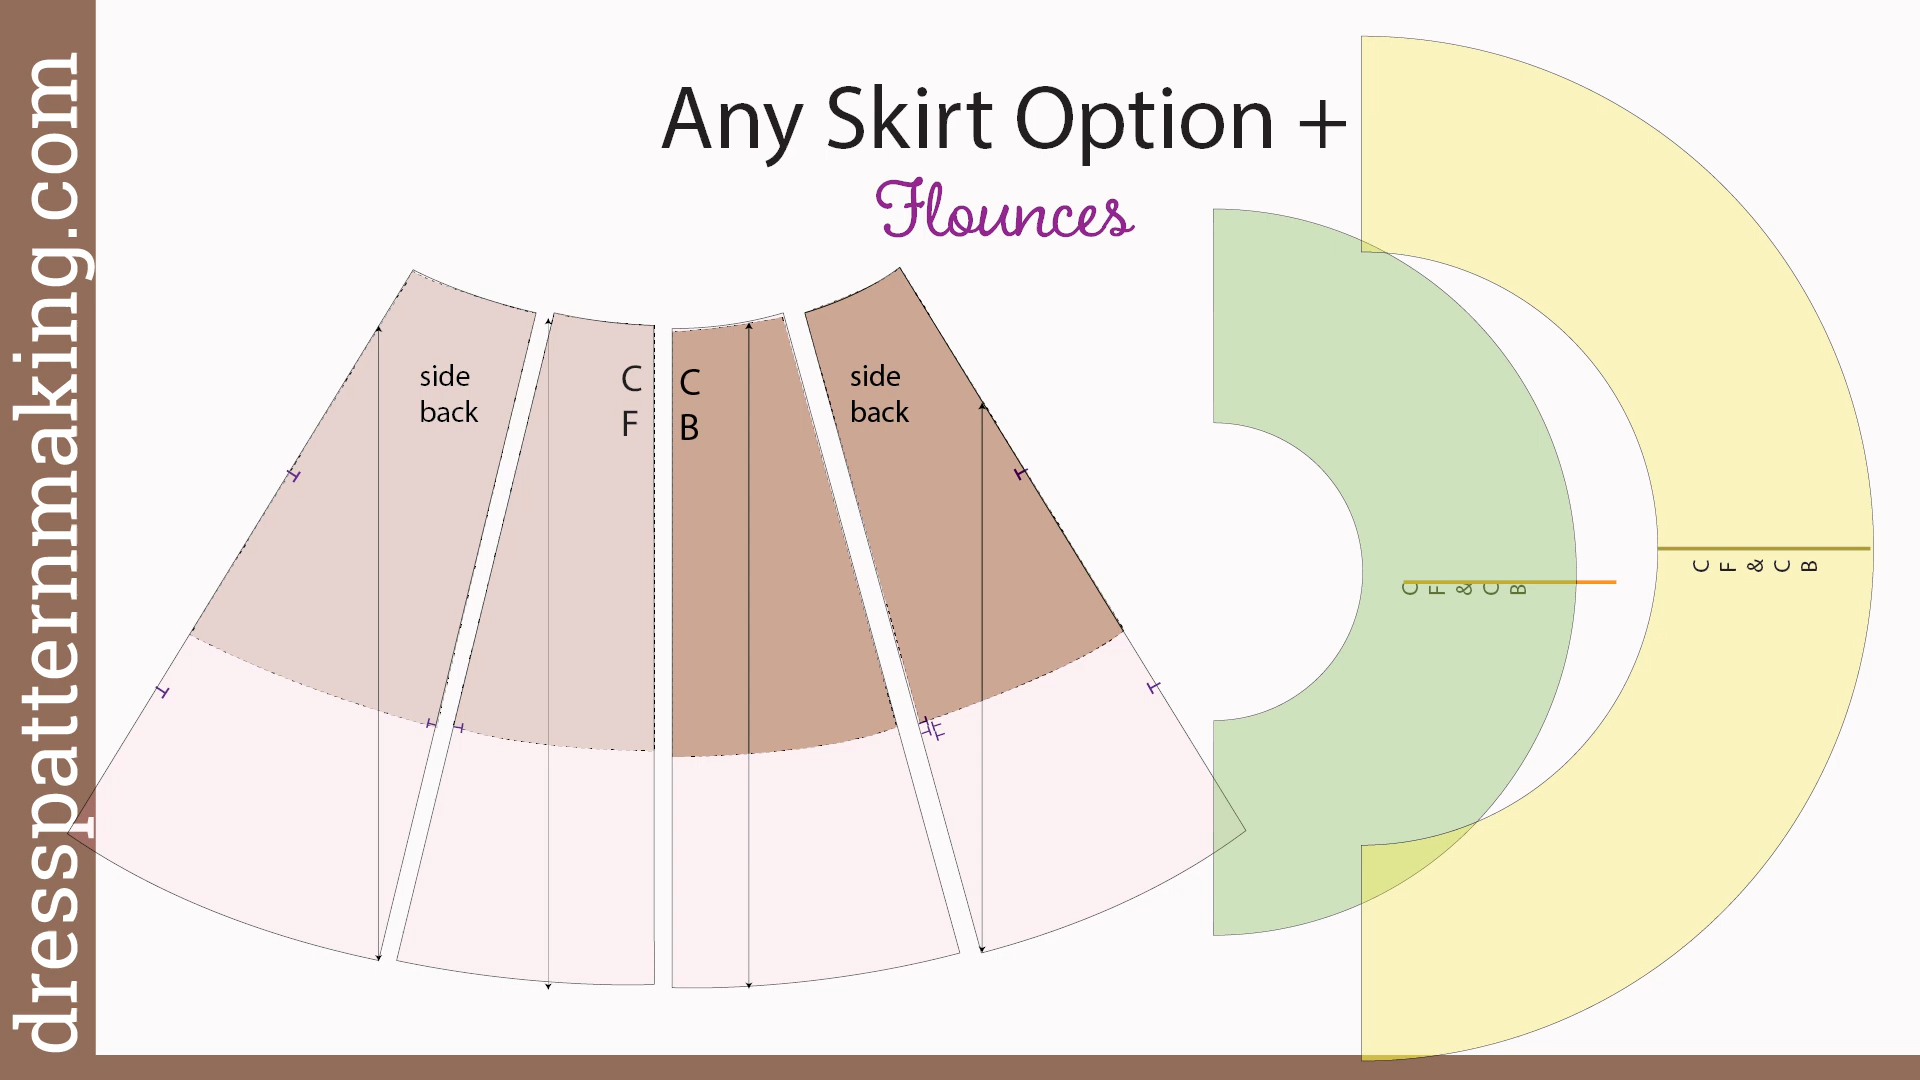 dresspatternmaking.com
Any Skirt Option +
Flounces
side
back
C
F
C
B
side
back
C F & C B
C F & C B